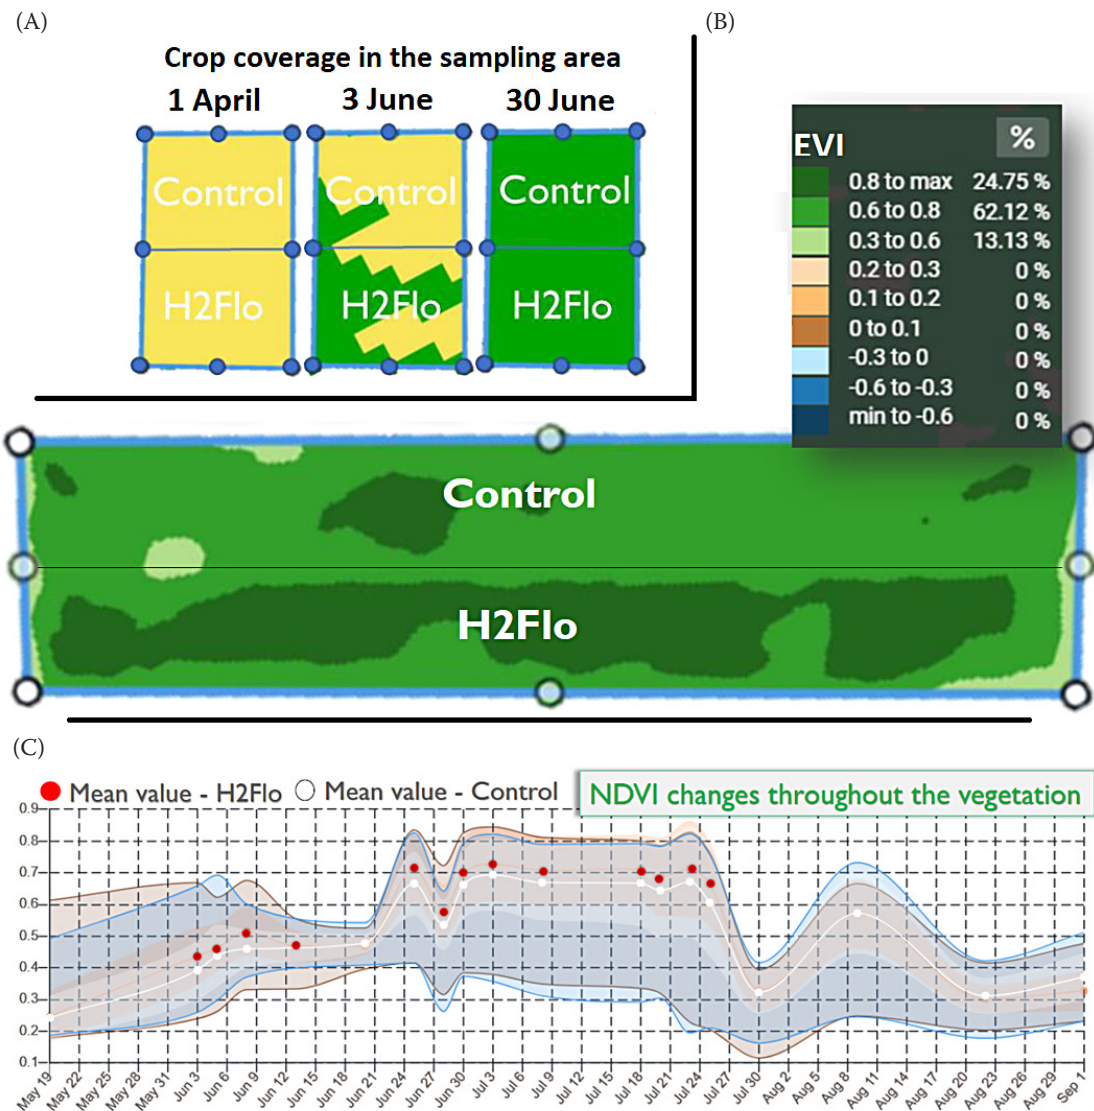 (A)
Crop coverage in the sampling area
1 April 3 June 30 June
Control Control Control
H2Flo H2Flo H2Flo
(B)
EVI %
0.8 to max 24.75 %
0.6 to 0.8 62.12 %
0.3 to 0.6 13.13 %
0.2 to 0.3 0 %
0.1 to 0.2 0 %
0 to 0.1 0 %
-0.3 to 0 0 %
-0.6 to -0.3 0 %
min to -0.6 0 %
Control
H2Flo
(C)
Mean value - H2Flo Mean value - Control NDVI changes throughout the vegetation
0.9
0.8
0.7
0.6
0.5
0.4
0.3
0.2
0.1
May 19 May 22 May 25 May 28 May 31 Jun 3 Jun 6 Jun 9 Jun 12 Jun 15 Jun 18 Jun 21 Jun 24 Jun 27 Jun 30 Jul 3 Jul 6 Jul 9 Jul 12 Jul 15 Jul 18 Jul 21 Jul 24 Jul 27 Jul 30 Aug 2 Aug 5 Aug 8 Aug 11 Aug 14 Aug 17 Aug 20 Aug 23 Aug 26 Aug 29 Sep 1